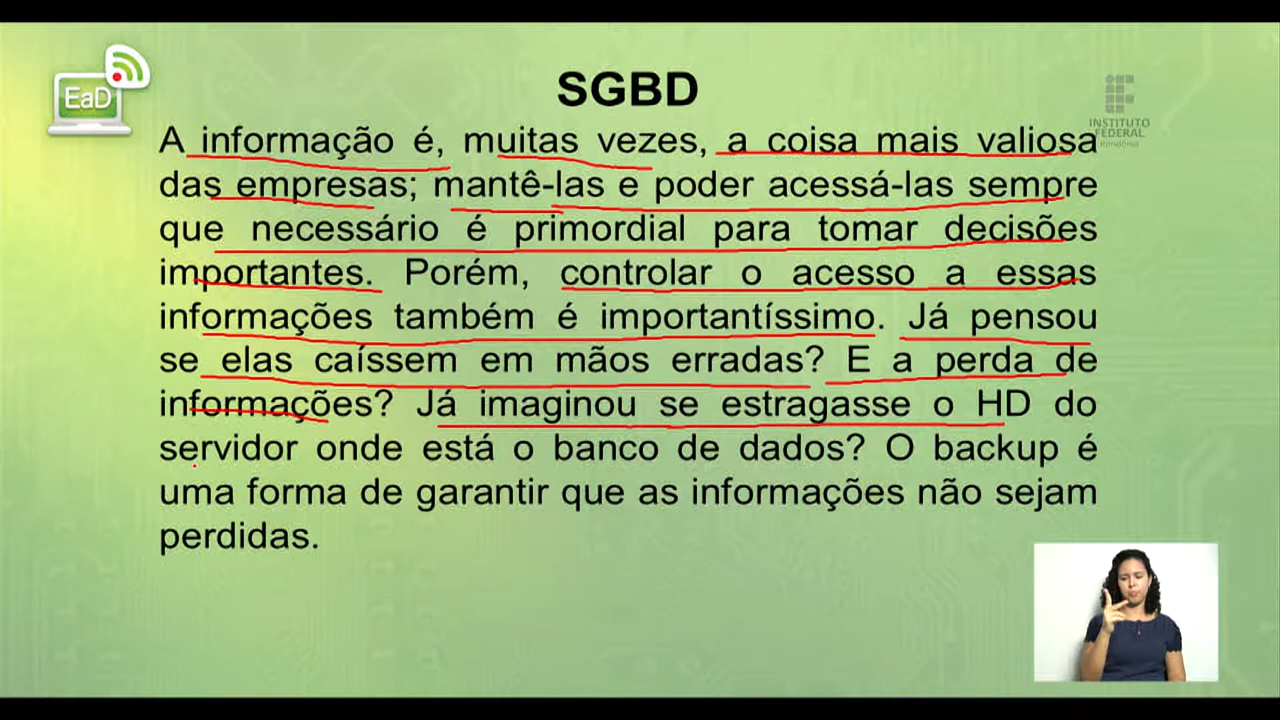 EaD
SGBD
INSTITUTO
FEDERAL
Rondônia
A informação é, muitas vezes, a coisa mais valiosa
das empresas; mantê-las e poder acessá-las sempre
que necessário é primordial para tomar decisões
importantes. Porém, controlar o acesso a essas
informações também é importantíssimo. Já pensou
se elas caíssem em mãos erradas? E a perda de
informações? Já imaginou se estragasse o HD do
servidor onde está o banco de dados? O backup é
uma forma de garantir que as informações não sejam
perdidas.